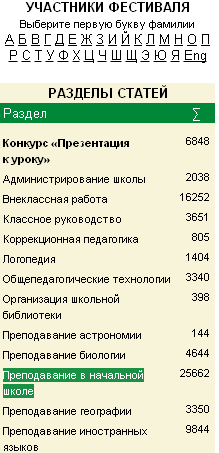 УЧАСТНИКИ ФЕСТИВАЛЯ
Выберите первую букву фамилии
А Б В Г Д Е Ж З И Й К Л М Н О П
Р С Т У Ф Х Ц Ч Ш Щ Э Ю Я Eng
РАЗДЕЛЫ СТАТЕЙ
Раздел ∑
Конкурс «Презентация 6848
к уроку»
Администрирование школы 2038
Внеклассная работа 16252
Классное руководство 3651
Коррекционная педагогика 805
Логопедия 1404
Общепедагогические технологии 3340
Организация школьной 398
библиотеки
Преподавание астрономии 144
Преподавание биологии 4644
Преподавание в начальной 25662
школе
Преподавание географии 3350
Преподавание иностранных 9844
языков